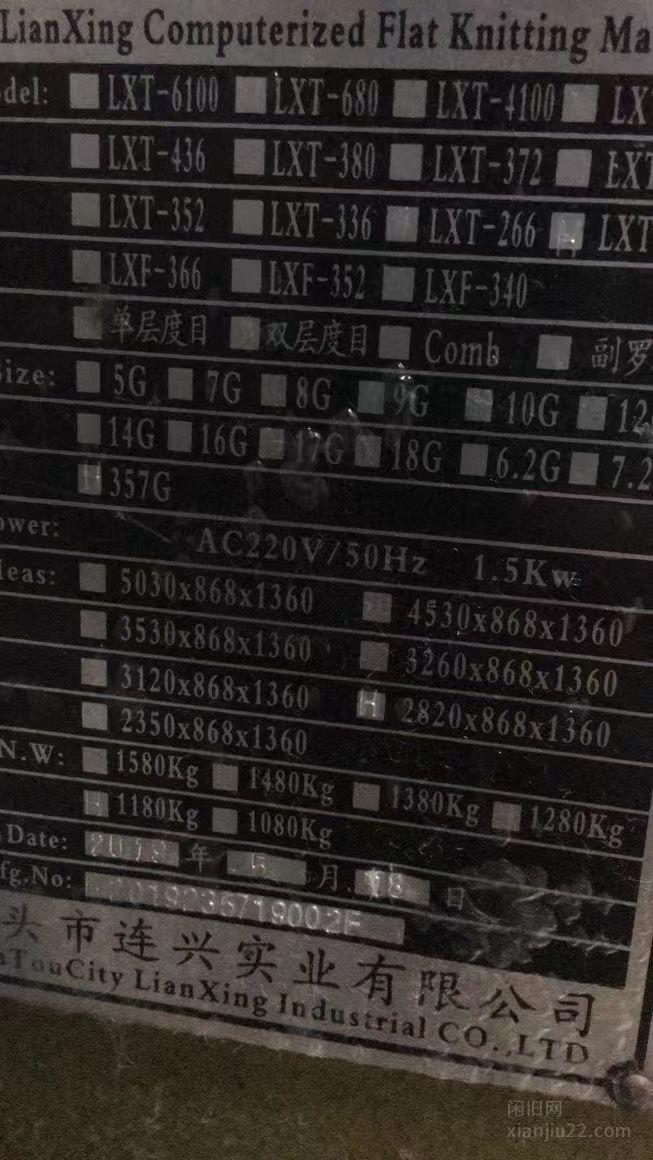 LianXing Computerized Flat Knitting Ma
del: LXT-6100 LXT-680 LXT-4100 LX
LXT-436 LXT-380 LXT-372 LXT
LXT-352 LXT-336 LXT-266 H LXT
LXF-366 LXF-352 LXF-340
单层度目 双层度目 Comb 副罗
ize: 5G 7G 8G 9G 10G 12
14G 16G 17G 18G 6.2G 7.2
H 357G
ower: AC220V/50Hz 1.5Kw
leas: 5030x868x1360 4530x868x1360
3530x868x1360 3260x868x1360
3120x868x1360 H 2820x868x1360
2350x868x1360
N.W: 1580Kg 1480Kg 1380Kg 1280Kg
H 1180Kg 1080Kg
Date: 2019 年 5 月 18 日
fg.No:
头市连兴实业有限公司
nTouCity LianXing Industrial CO.,LTD
闲旧网
xianjiu22.com